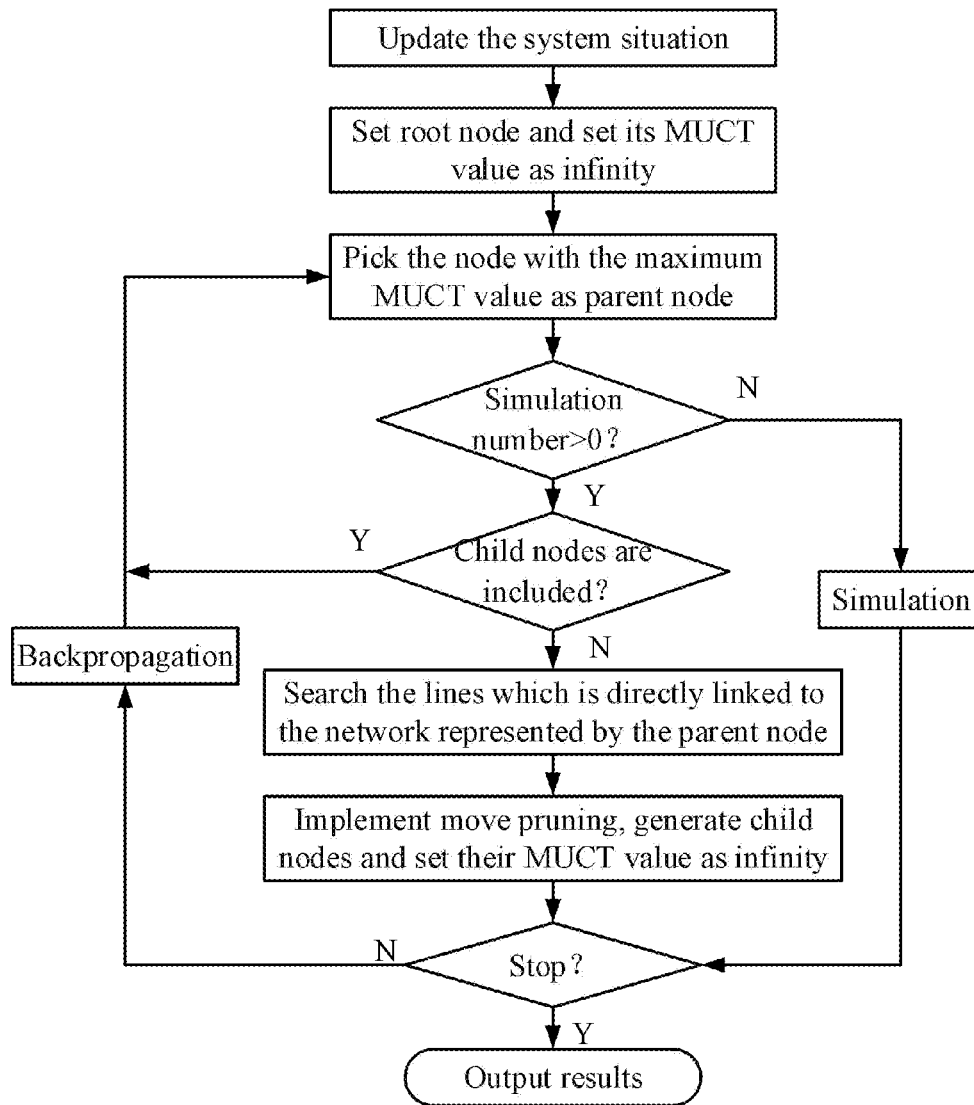 Update the system situation
Set root node and set its MUCT
value as infinity
Pick the node with the maximum
MUCT value as parent node
Simulation
number>0?
N
Y
Child nodes are
included?
Y
N
Simulation
Backpropagation
Search the lines which is directly linked to
the network represented by the parent node
Implement move pruning, generate child
nodes and set their MUCT value as infinity
Stop?
N
Y
Output results